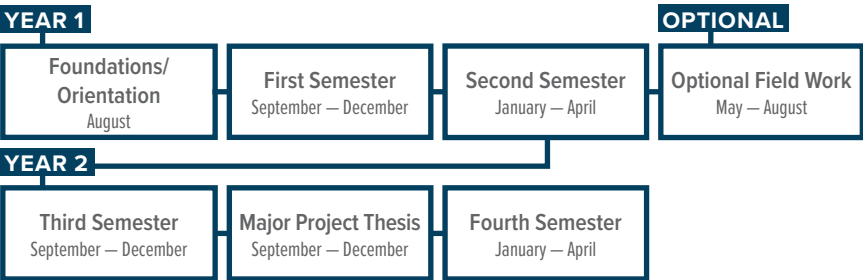 YEAR 1
OPTIONAL
Foundations/
Orientation
August
First Semester
September — December
Second Semester
January — April
Optional Field Work
May — August
YEAR 2
Third Semester
September — December
Major Project Thesis
September — December
Fourth Semester
January — April